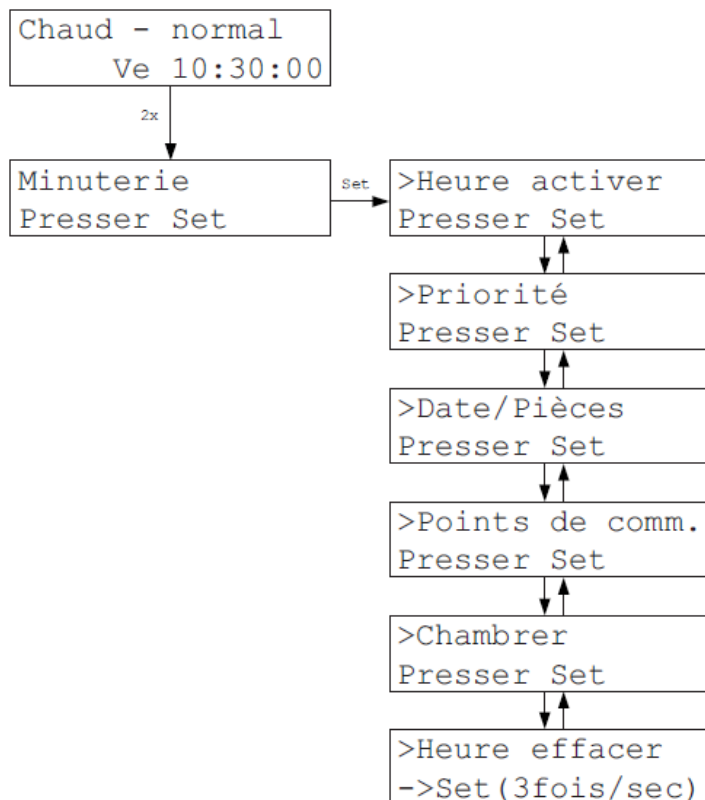 Chaud - normal
Ve 10:30:00
2x
Minuterie
Presser Set
Set
>Heure activer
Presser Set
>Priorité
Presser Set
>Date/Pièces
Presser Set
>Points de comm.
Presser Set
>Chambrer
Presser Set
>Heure effacer
->Set(3fois/sec)